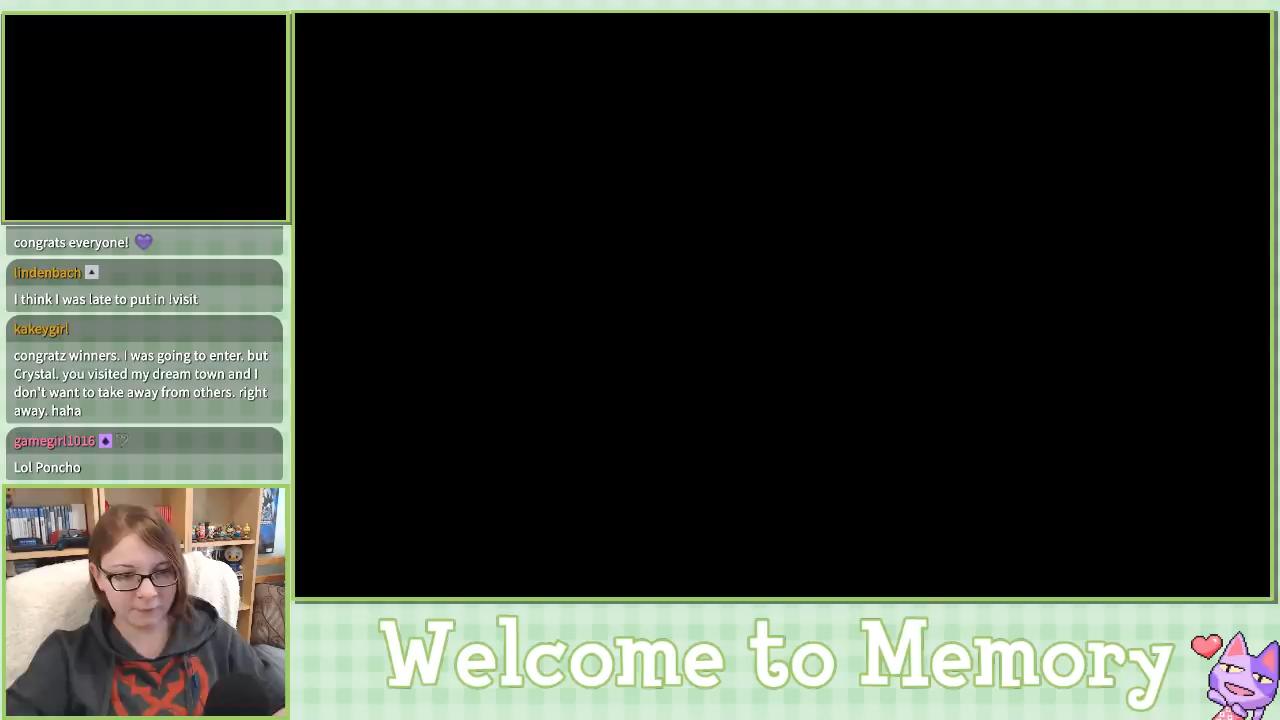 congrats everyone! 💜
lindenbach
I think I was late to put in !visit
kakeygirl
congratz winners. I was going to enter. but
Crystal. you visited my dream town and I
don't want to take away from others. right
away. haha
gamegirl1016
Lol Poncho
Welcome to Memory